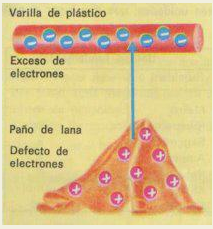 Varilla de plástico
Exceso de
electrones
Paño de lana
Defecto de
electrones